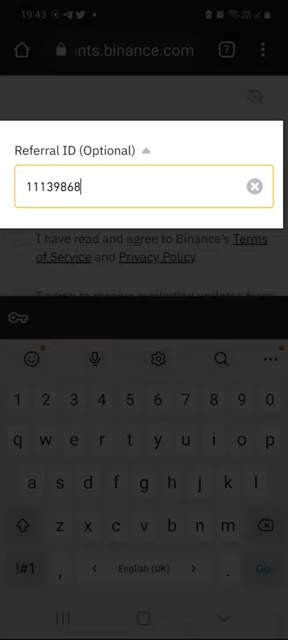 19:43
nts.binance.com
7
Referral ID (Optional)
11139868
I have read and agree to Binance's Terms
of Service and Privacy Policy.
1 2 3 4 5 6 7 8 9 0
q w e r t y u i o p
a s d f g h j k l
z x c v b n m
!#1 , < English (UK) > . Go